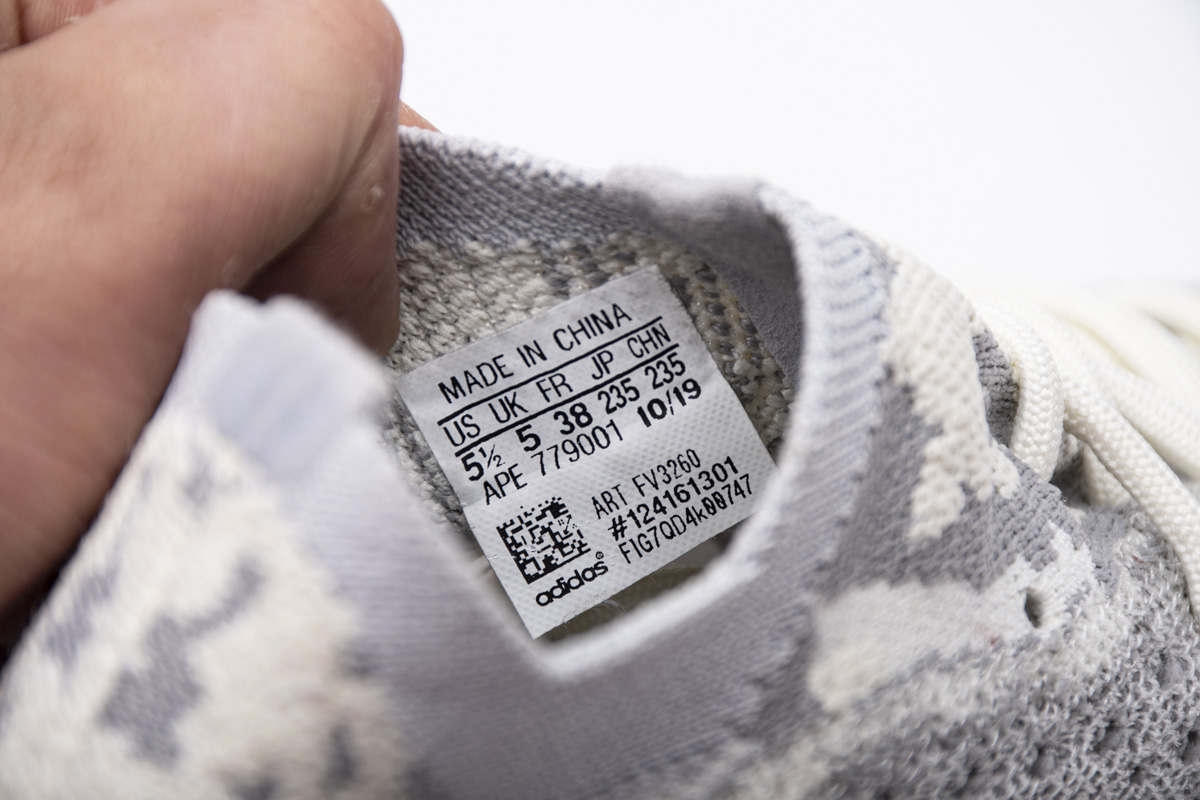 MADE IN CHINA
US UK FR JP CHN
5½ 5 38 235 235
APE 779001 10/19
ART FV3260
#124161301
F1G7QD4k00747
adidas®